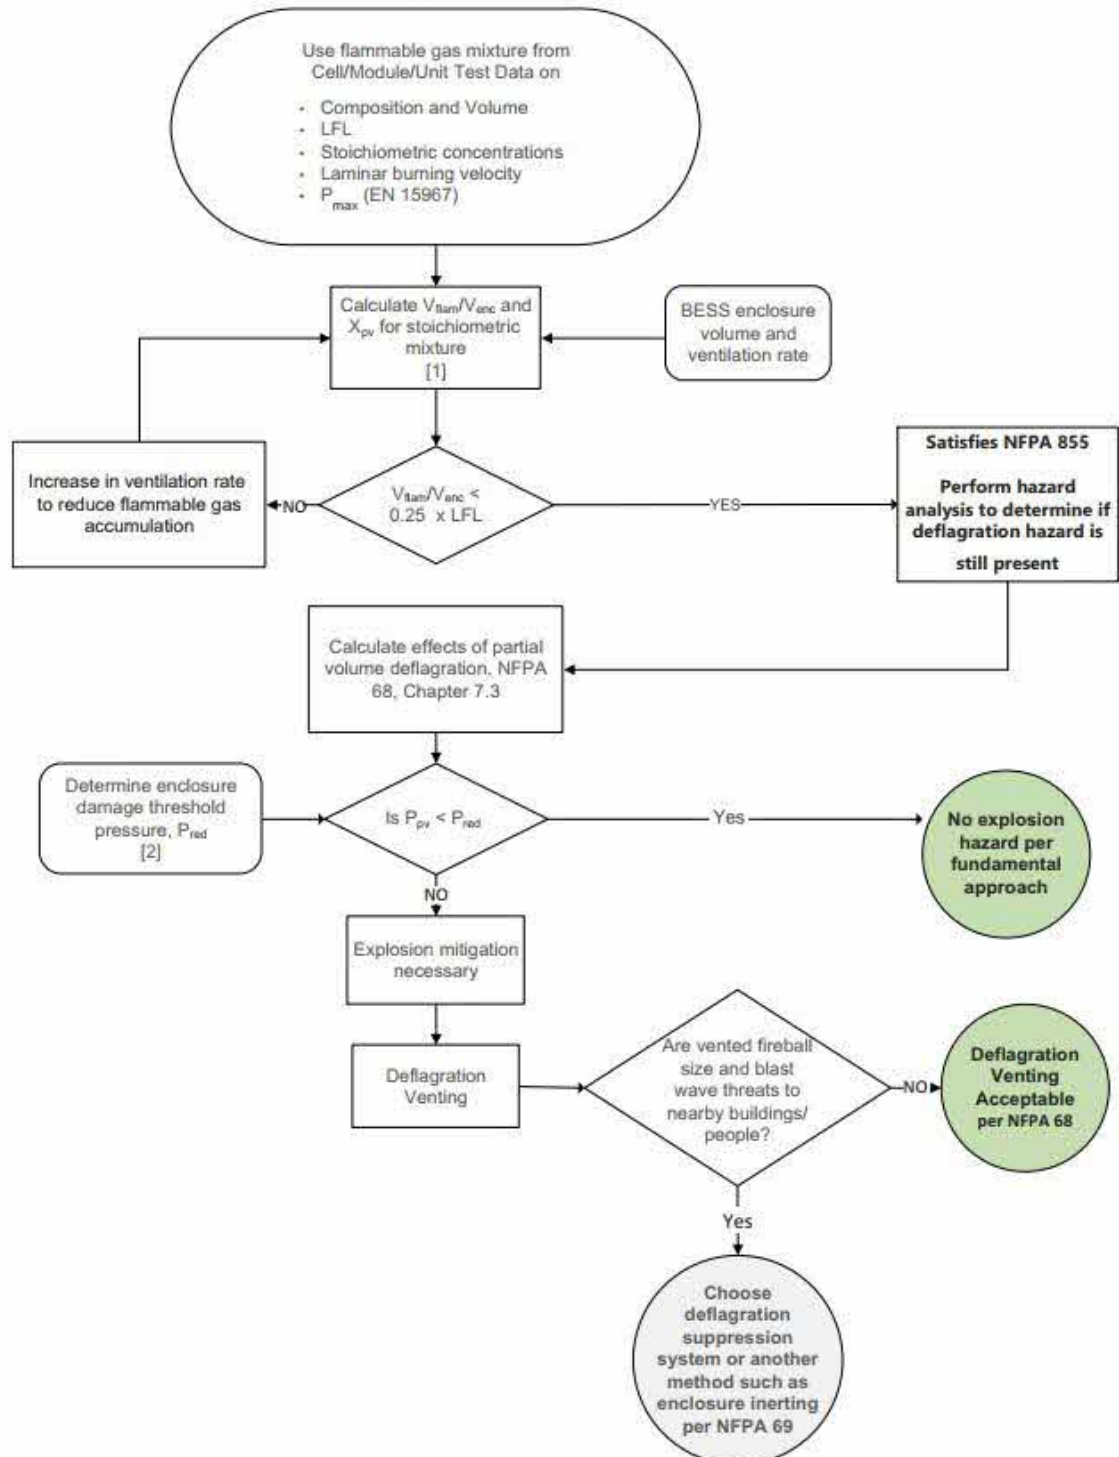 Use flammable gas mixture from
Cell/Module/Unit Test Data on
• Composition and Volume
• LFL
• Stoichiometric concentrations
• Laminar burning velocity
• Pmax (EN 15967)
Calculate Vflam/Venc and
Xpv for stoichiometric
mixture
[1]
BESS enclosure
volume and
ventilation rate
Increase in ventilation rate
to reduce flammable gas
accumulation
NO
Vflam/Venc <
0.25 x LFL
YES
Satisfies NFPA 855
Perform hazard
analysis to determine if
deflagration hazard is
still present
Calculate effects of partial
volume deflagration, NFPA
68, Chapter 7.3
Determine enclosure
damage threshold
pressure, Pred
[2]
Is Ppv < Pred
Yes
No explosion
hazard per
fundamental
approach
NO
Explosion mitigation
necessary
Deflagration
Venting
Are vented fireball
size and blast
wave threats to
nearby buildings/
people?
NO
Deflagration
Venting
Acceptable
per NFPA 68
Yes
Choose
deflagration
suppression
system or another
method such as
enclosure inerting
per NFPA 69